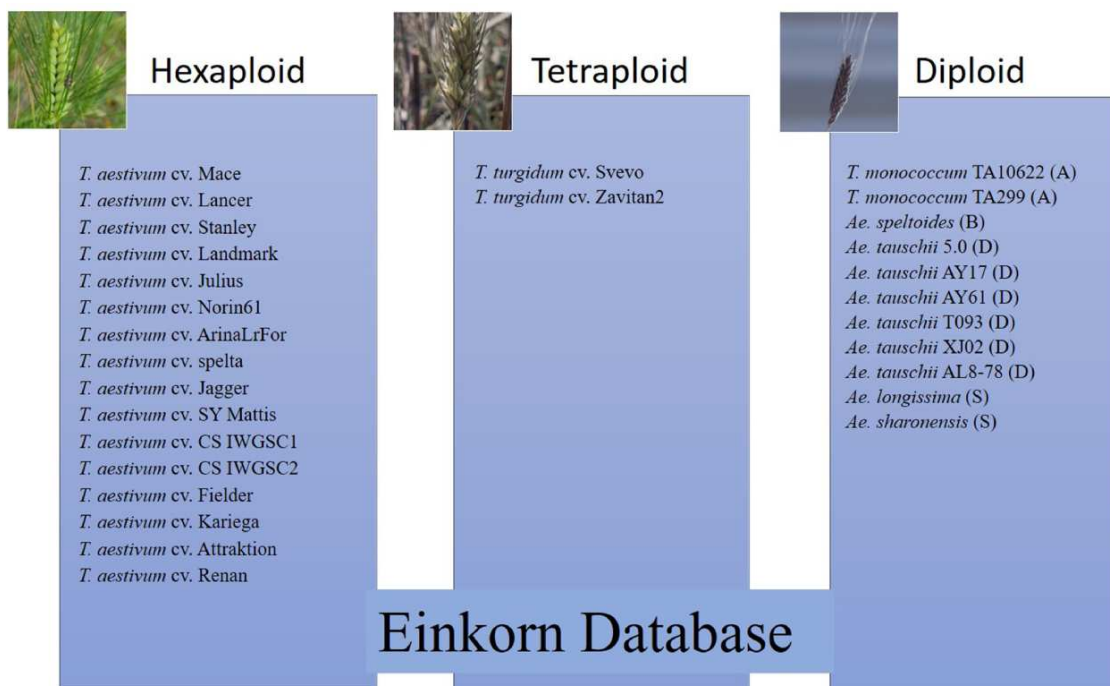 Hexaploid
T. aestivum cv. Mace
T. aestivum cv. Lancer
T. aestivum cv. Stanley
T. aestivum cv. Landmark
T. aestivum cv. Julius
T. aestivum cv. Norin61
T. aestivum cv. ArinaLrFor
T. aestivum cv. spelta
T. aestivum cv. Jagger
T. aestivum cv. SY Mattis
T. aestivum cv. CS IWGSC1
T. aestivum cv. CS IWGSC2
T. aestivum cv. Fielder
T. aestivum cv. Kariega
T. aestivum cv. Attraktion
T. aestivum cv. Renan
Tetraploid
T. turgidum cv. Svevo
T. turgidum cv. Zavitan2
Diploid
T. monococcum TA10622 (A)
T. monococcum TA299 (A)
Ae. speltoides (B)
Ae. tauschii 5.0 (D)
Ae. tauschii AY17 (D)
Ae. tauschii AY61 (D)
Ae. tauschii T093 (D)
Ae. tauschii XJ02 (D)
Ae. tauschii AL8-78 (D)
Ae. longissima (S)
Ae. sharonensis (S)
Einkorn Database